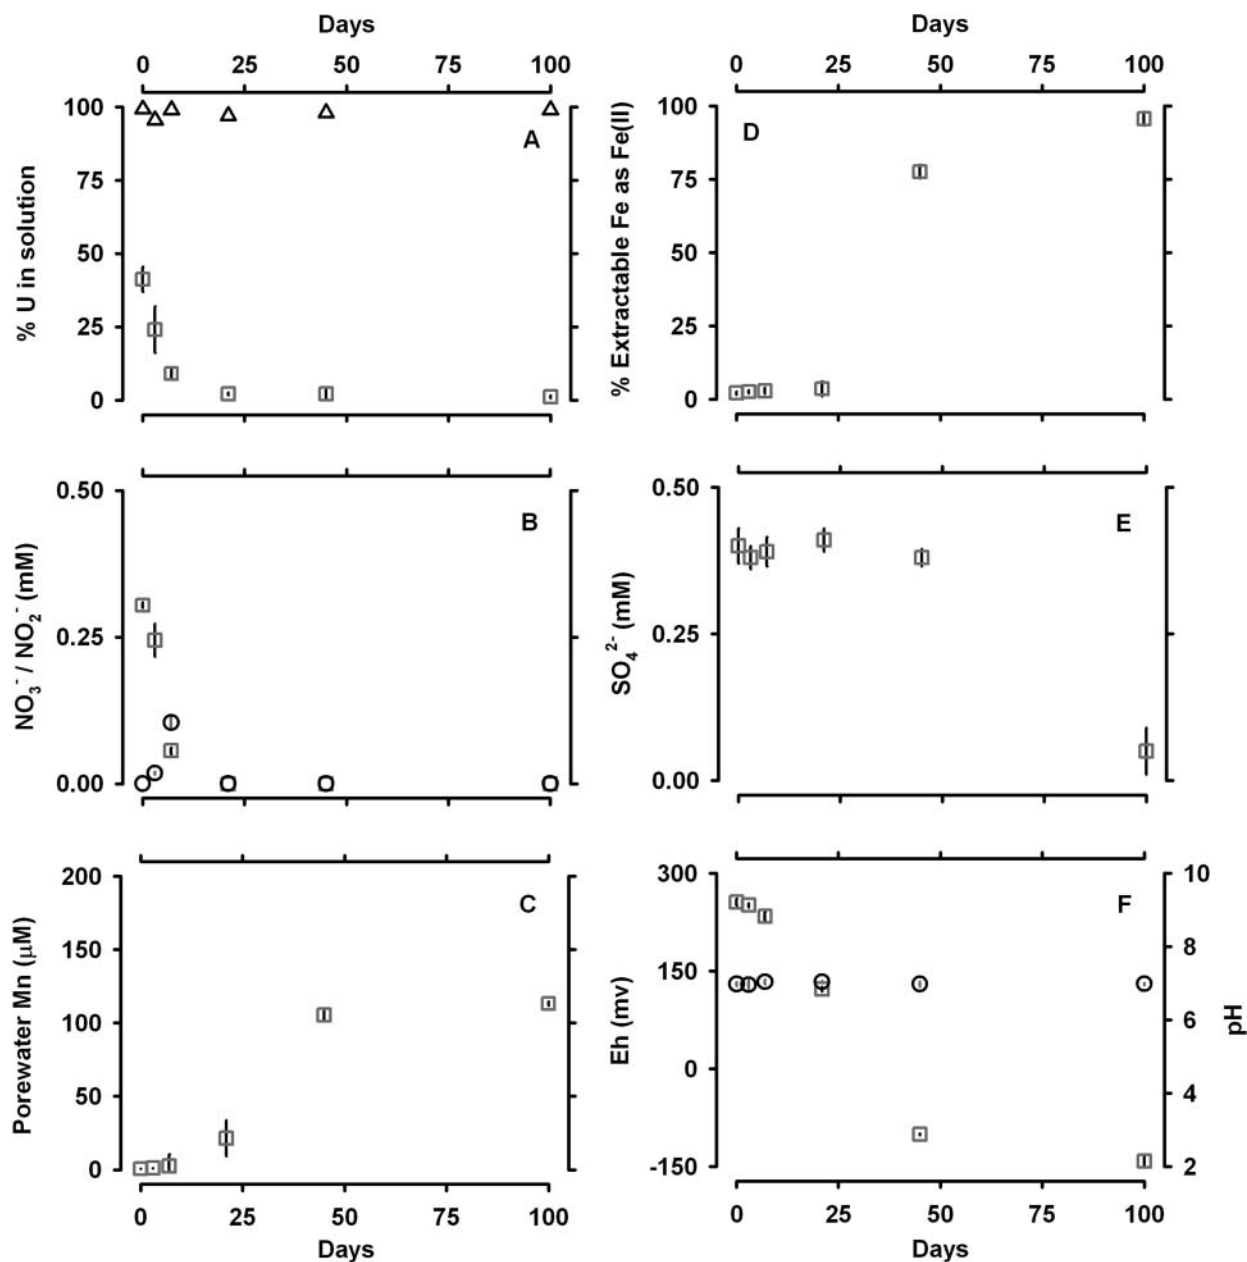 Days
0 25 50 75 100
100
75
50
25
0
% U in solution
A
Days
0 25 50 75 100
100
75
50
25
0
% Extractable Fe as Fe(II)
D
0.50
0.25
0.00
NO₃⁻ / NO₂⁻ (mM)
B
0.50
0.25
0.00
SO₄²⁻ (mM)
E
200
150
100
50
0
Porewater Mn (μM)
C
0 25 50 75 100
Days
300
150
0
-150
Eh (mv)
F
10
8
6
4
2
pH
0 25 50 75 100
Days